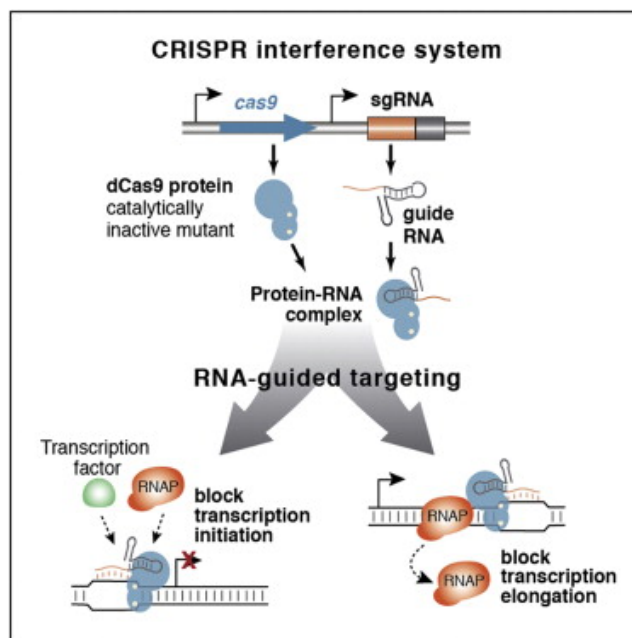 CRISPR interference system
cas9
sgRNA
dCas9 protein
catalytically
inactive mutant
guide
RNA
Protein-RNA
complex
RNA-guided targeting
Transcription
factor
RNAP
block
transcription
initiation
X
RNAP
RNAP
block
transcription
elongation